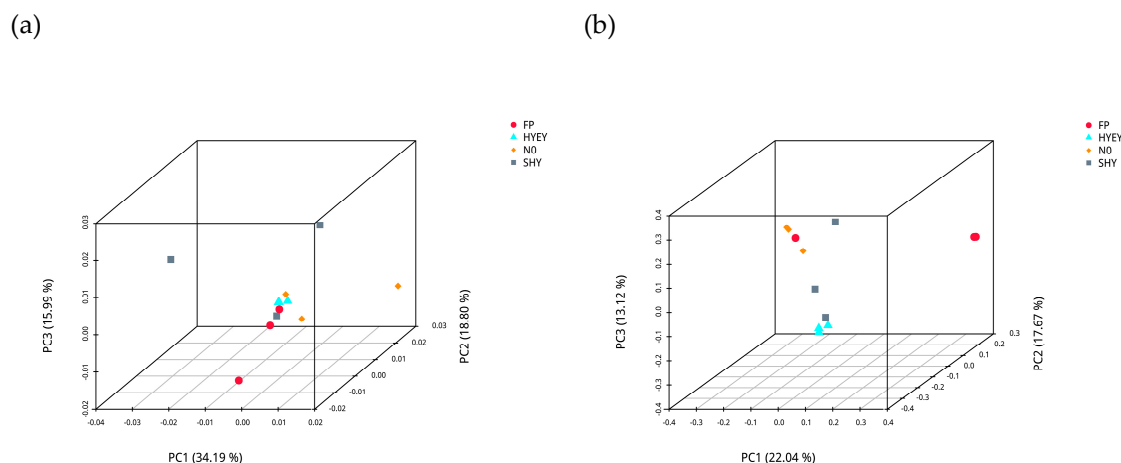 (a)
(b)
FP
HYEY
N0
SHY
FP
HYEY
N0
SHY
0.03
0.02
0.01
0.00
-0.01
-0.02
PC3 (15.99 %)
-0.04
-0.03
-0.02
-0.01
0.00
0.01
0.02
PC1 (34.19 %)
-0.02
-0.01
0.00
0.01
0.02
0.03
PC2 (18.80 %)
0.4
0.3
0.2
0.1
0.0
-0.1
-0.2
-0.3
-0.4
PC3 (13.12 %)
-0.4
-0.3
-0.2
-0.1
0.0
0.1
0.2
0.3
0.4
PC1 (22.04 %)
-0.4
-0.3
-0.2
-0.1
0.0
0.1
0.2
0.3
PC2 (17.67 %)